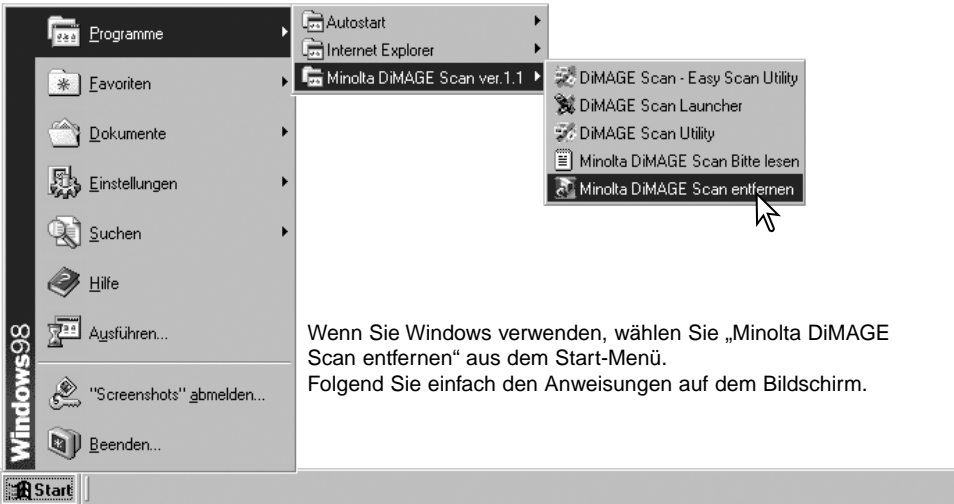 Programme
Favoriten
Dokumente
Einstellungen
Suchen
Hilfe
Ausführen...
"Screenshots" abmelden...
Beenden...
Windows98
Start
Autostart
Internet Explorer
Minolta DiMAGE Scan ver.1.1
DiMAGE Scan - Easy Scan Utility
DiMAGE Scan Launcher
DiMAGE Scan Utility
Minolta DiMAGE Scan Bitte lesen
Minolta DiMAGE Scan entfernen
Wenn Sie Windows verwenden, wählen Sie „Minolta DiMAGE
Scan entfernen“ aus dem Start-Menü.
Folgend Sie einfach den Anweisungen auf dem Bildschirm.